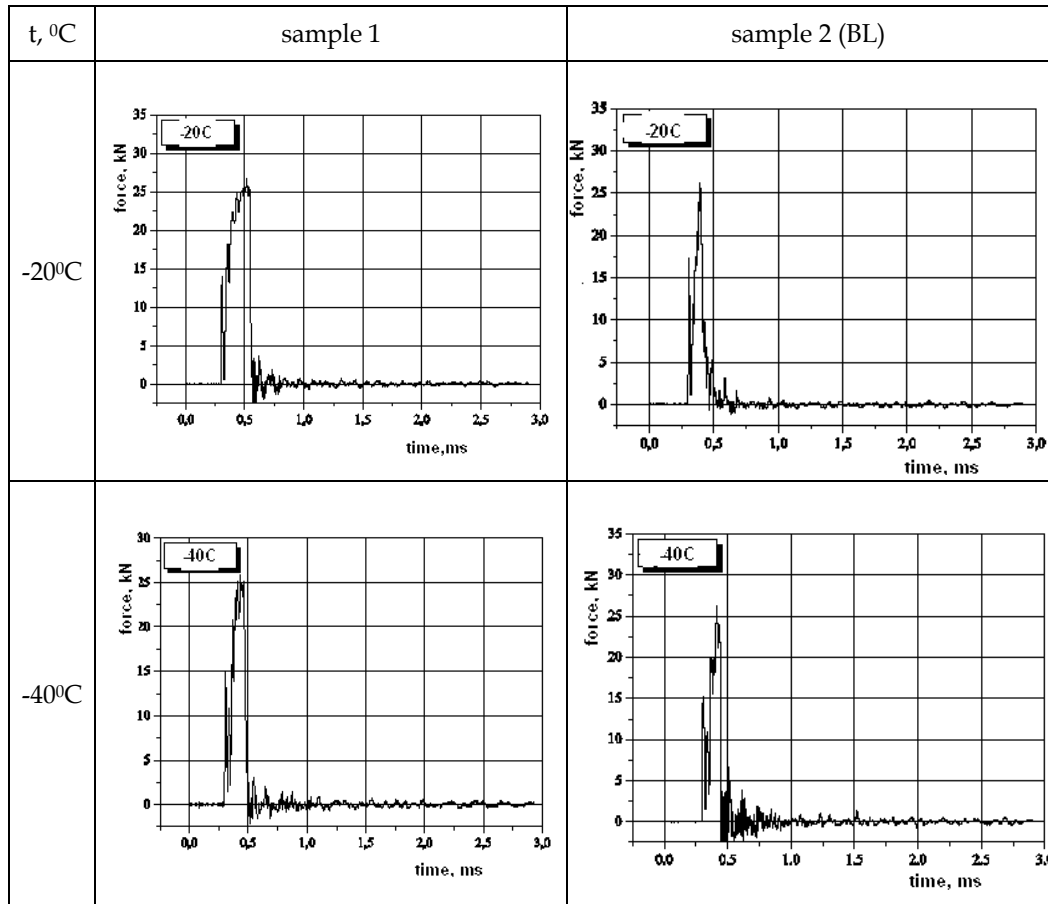 t, ⁰C sample 1 sample 2 (BL)
-20⁰C
-20C
force, kN
35
30
25
20
15
10
5
0
0,0 0,5 1,0 1,5 2,0 2,5 3,0
time,ms
-20C
force, kN
35
30
25
20
15
10
5
0
0,0 0,5 1,0 1,5 2,0 2,5 3,0
time, ms
-40⁰C
-40C
force, kN
30
25
20
15
10
5
0
0,0 0,5 1,0 1,5 2,0 2,5 3,0
time, ms
-40C
force, kN
35
30
25
20
15
10
5
0
0.0 0.5 1.0 1.5 2.0 2.5 3.0
time, ms